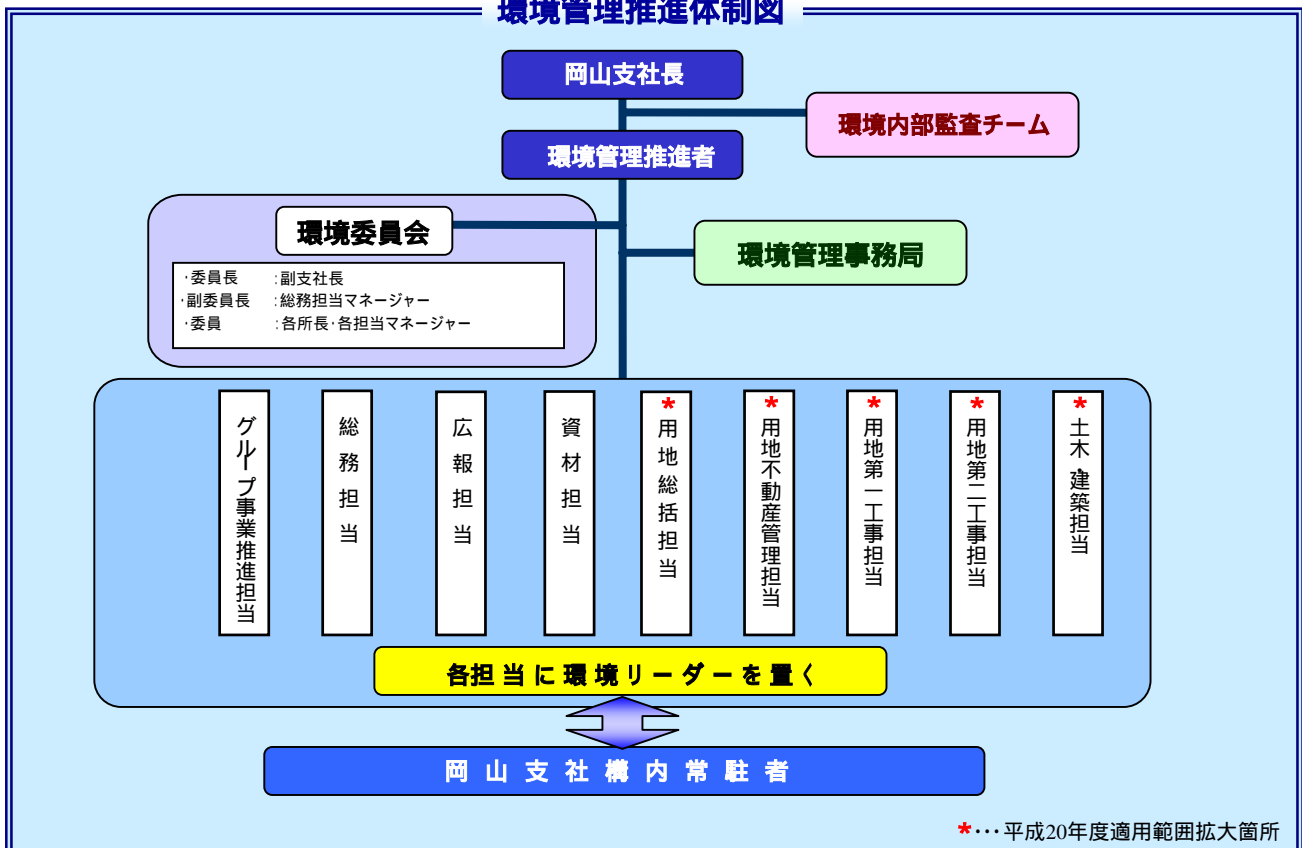 環境管理推進体制図
岡山支社長
環境内部監査チーム
環境管理推進者
環境委員会
・委員長 :副支社長
・副委員長 :総務担当マネージャー
・委員 :各所長・各担当マネージャー
環境管理事務局
グループ事業推進担当
総務担当
広報担当
資材担当
*用地総括担当
*用地不動産管理担当
*用地第一工事担当
*用地第二工事担当
*土木・建築担当
各担当に環境リーダーを置く
岡山支社構内常駐者
*・・・平成20年度適用範囲拡大箇所